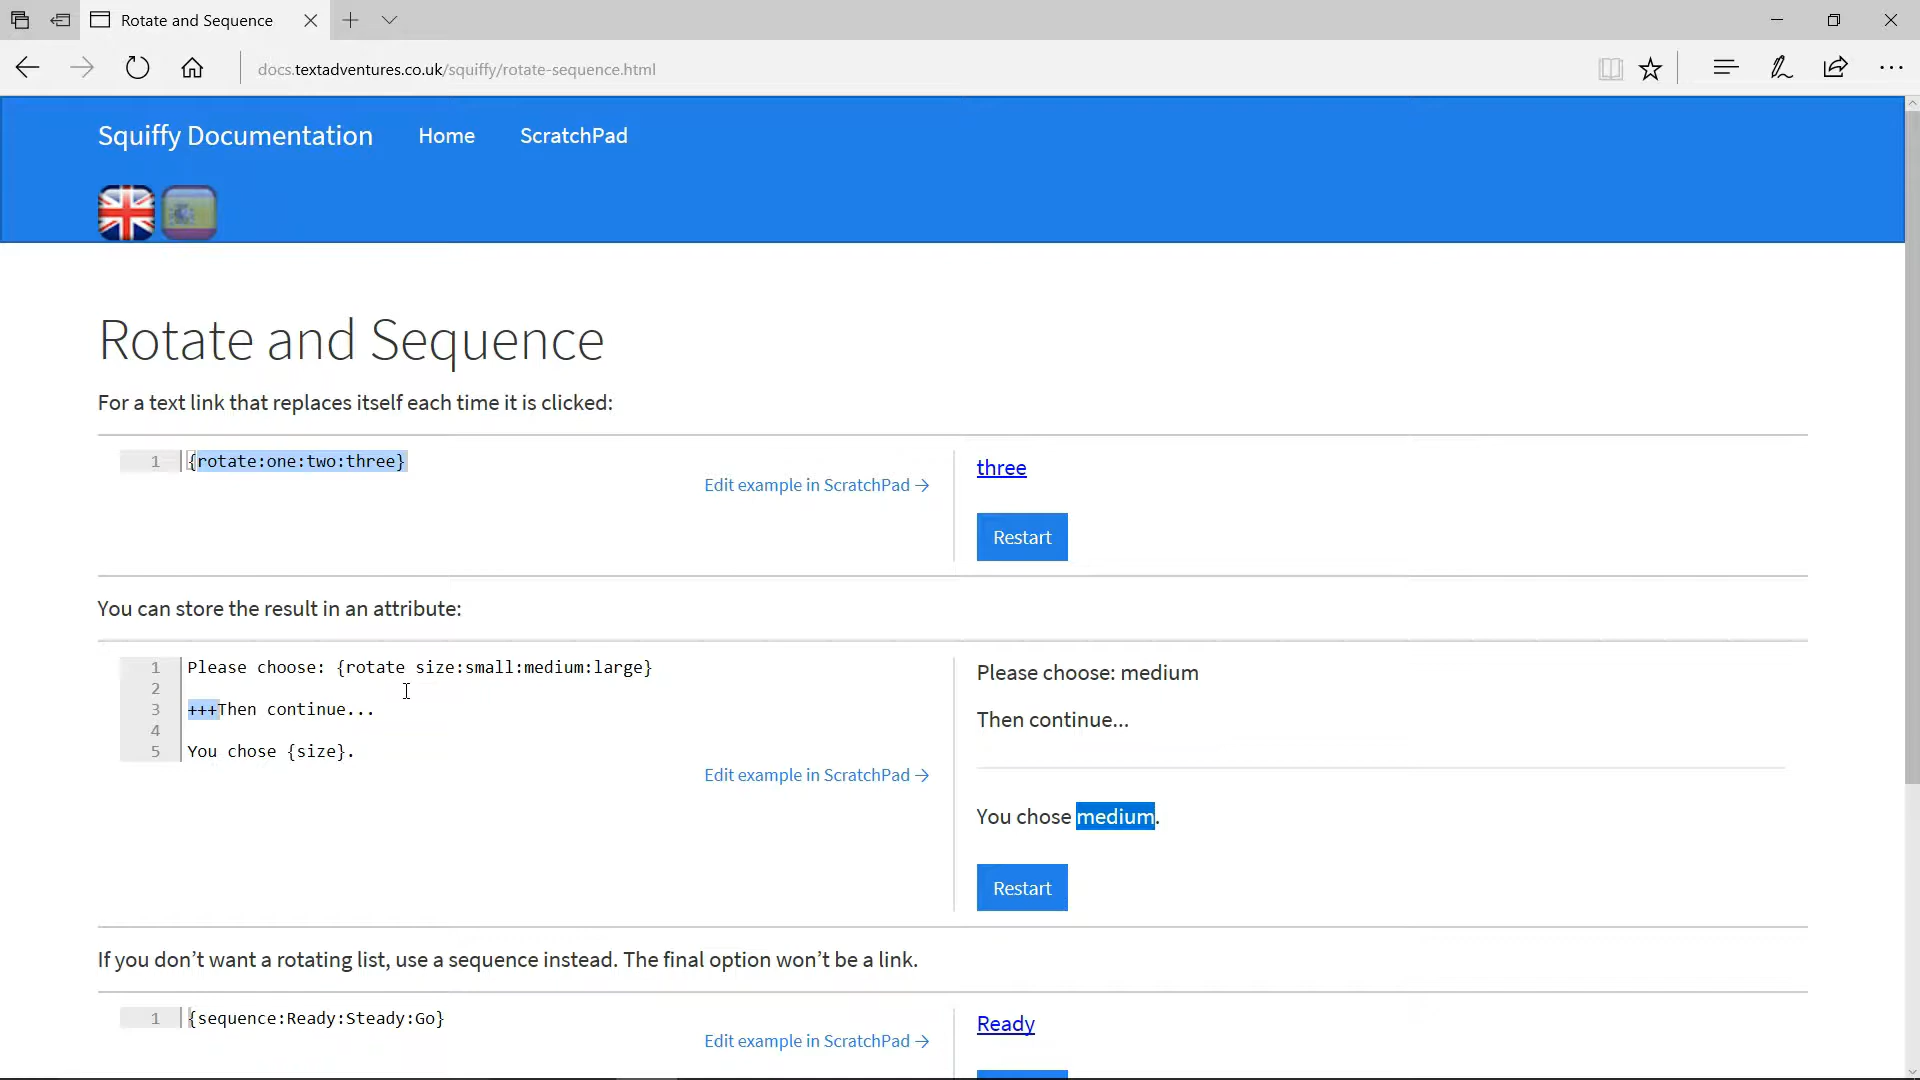 Rotate and Sequence
docs.textadventures.co.uk/squiffy/rotate-sequence.html
Squiffy Documentation Home ScratchPad
Rotate and Sequence
For a text link that replaces itself each time it is clicked:
1 {rotate:one:two:three}
three
Edit example in ScratchPad →
Restart
You can store the result in an attribute:
1 Please choose: {rotate size:small:medium:large}
2
3 +++Then continue...
4
5 You chose {size}.
Edit example in ScratchPad →
Please choose: medium
Then continue...
You chose medium.
Restart
If you don’t want a rotating list, use a sequence instead. The final option won’t be a link.
1 {sequence:Ready:Steady:Go}
Ready
Edit example in ScratchPad →